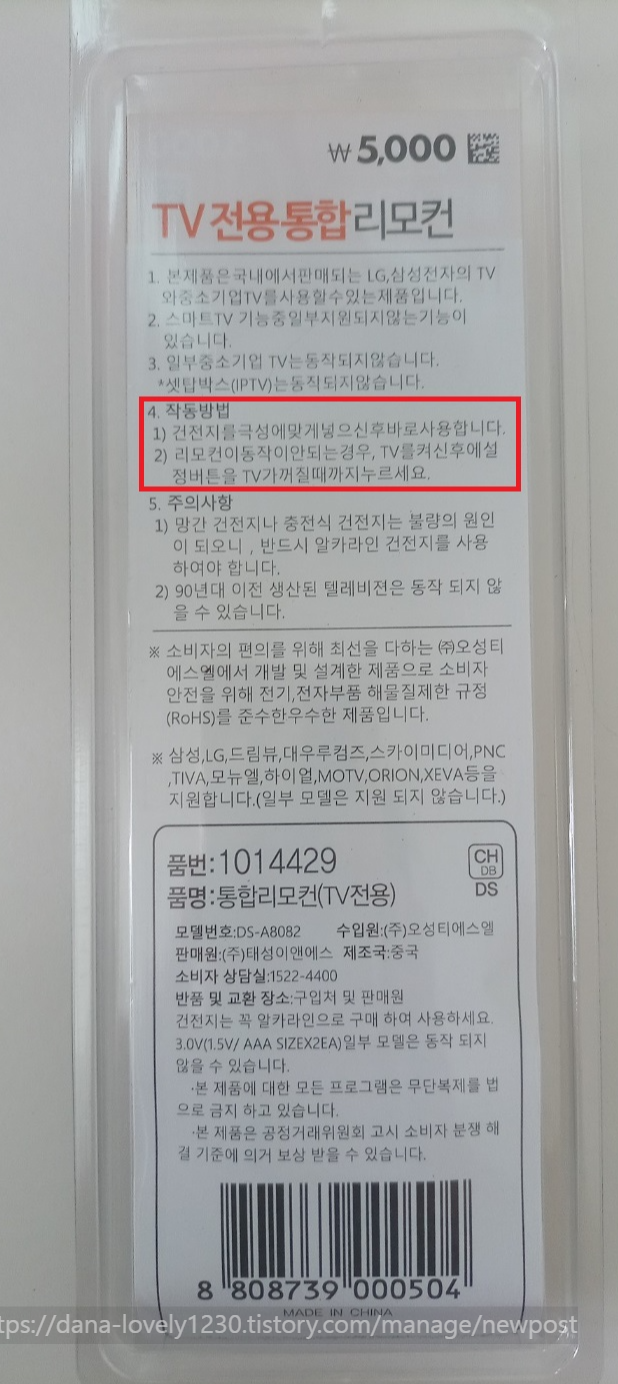 ₩5,000
TV전용통합리모컨
1. 본제품은국내에서판매되는 LG,삼성전자의 TV
와중소기업TV를사용할수있는제품입니다.
2. 스마트TV 기능중일부지원되지않는기능이
있습니다.
3. 일부중소기업 TV는동작되지않습니다.
*셋탑박스(IPTV)는동작되지않습니다.
4. 작동방법
1) 건전지를극성에맞게넣으신후바로사용합니다.
2) 리모컨이동작이안되는경우, TV를켜신후에설
정버튼을 TV가꺼질때까지누르세요.
5. 주의사항
1) 망간 건전지나 충전식 건전지는 불량의 원인
이 되오니 , 반드시 알카라인 건전지를 사용
하여야 합니다.
2) 90년대 이전 생산된 텔레비젼은 동작 되지 않
을 수 있습니다.
※ 소비자의 편의를 위해 최선을 다하는 ㈜오성티
에스엘에서 개발 및 설계한 제품으로 소비자
안전을 위해 전기,전자부품 해물질제한 규정
(RoHS)를 준수한우수한 제품입니다.
※ 삼성,LG,드림뷰,대우루컴즈,스카이미디어,PNC
,TIVA,모뉴엘,하이얼,MOTV,ORION,XEVA등을
지원합니다.(일부 모델은 지원 되지 않습니다.)
품번:1014429
CH
DB
DS
품명:통합리모컨(TV전용)
모델번호:DS-A8082 수입원:(주)오성티에스엘
판매원:(주)태성이앤에스 제조국:중국
소비자 상담실:1522-4400
반품 및 교환 장소:구입처 및 판매원
건전지는 꼭 알카라인으로 구매 하여 사용하세요.
3.0V(1.5V/ AAA SIZEX2EA)일부 모델은 동작 되지
않을 수 있습니다.
·본 제품에 대한 모든 프로그램은 무단복제를 법
으로 금지 하고 있습니다.
·본 제품은 공정거래위원회 고시 소비자 분쟁 해
결 기준에 의거 보상 받을 수 있습니다.
8 808739 000504
MADE IN CHINA
tps://dana-lovely1230.tistory.com/manage/newpost